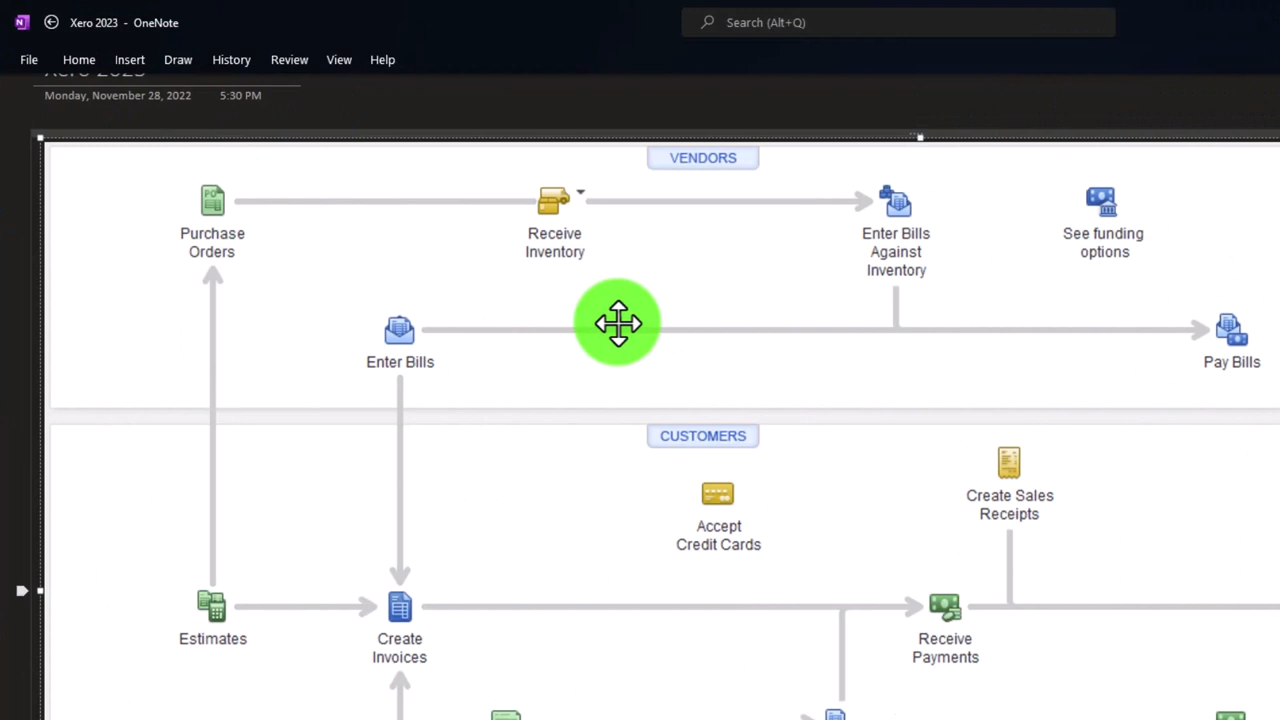 Xero 2023 - OneNote
Search (Alt+Q)
File Home Insert Draw History Review View Help
Xero 2023
Monday, November 28, 2022 5:30 PM
VENDORS
Purchase
Orders
Receive
Inventory
Enter Bills
Against
Inventory
See funding
options
Enter Bills
Pay Bills
CUSTOMERS
Accept
Credit Cards
Create Sales
Receipts
Estimates
Create
Invoices
Receive
Payments